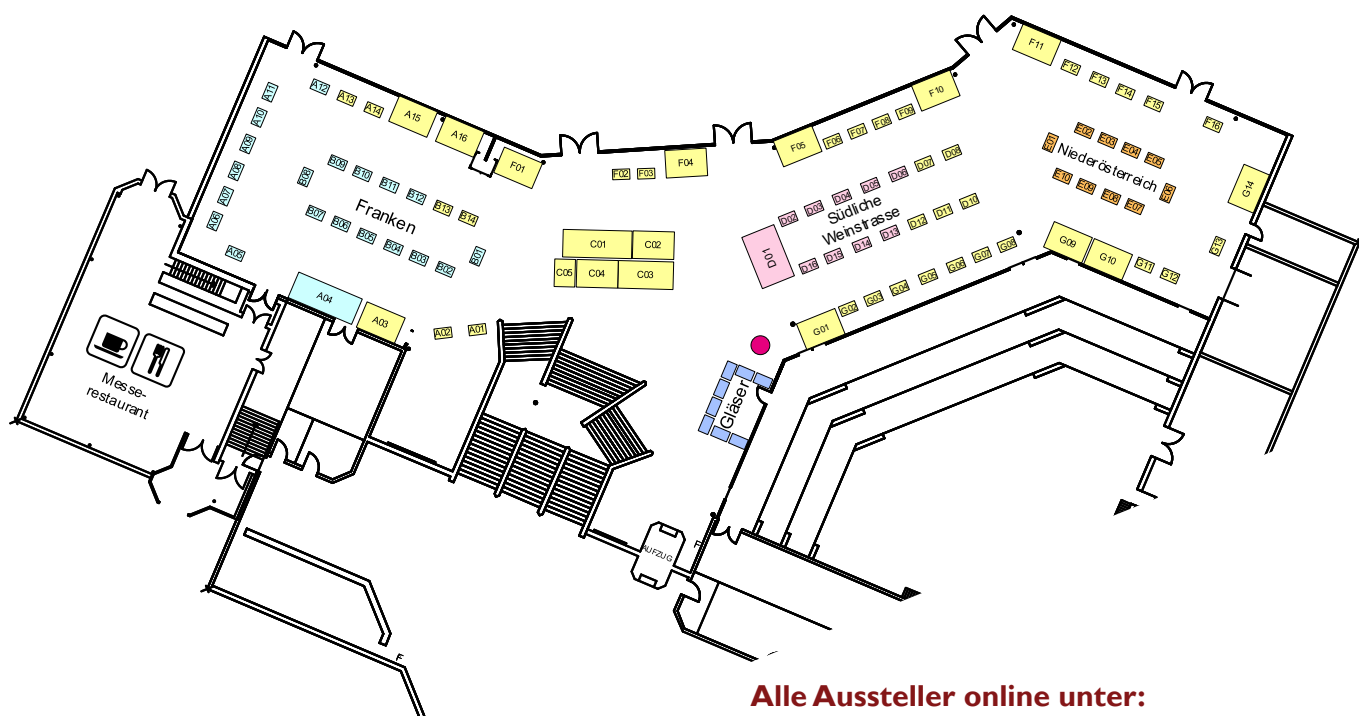 F11
F12
F13
F14
F15
F16
G14
G13
A11
A10
A09
A08
A07
A06
A05
A12
A13
A14
A15
A16
F01
F02
F03
F04
F05
F06
F07
F08
F09
F10
B09
B10
B11
B12
B13
B14
B08
Franken
B07
B06
B05
B04
B03
B02
B01
C01
C02
C05
C04
C03
D02
D03
D04
D05
D06
D07
D08
D01
Südliche
Weinstrasse
D16
D15
D14
D13
D12
D11
D10
E01
E02
E03
E04
E05
Niederösterreich
E10
E09
E08
E07
E06
G09
G10
G11
G12
G01
G02
G03
G04
G05
G06
G07
G08
A04
A03
A02
A01
Messe-
restaurant
Gläser
AUFZUG
F
F
Alle Aussteller online unter: